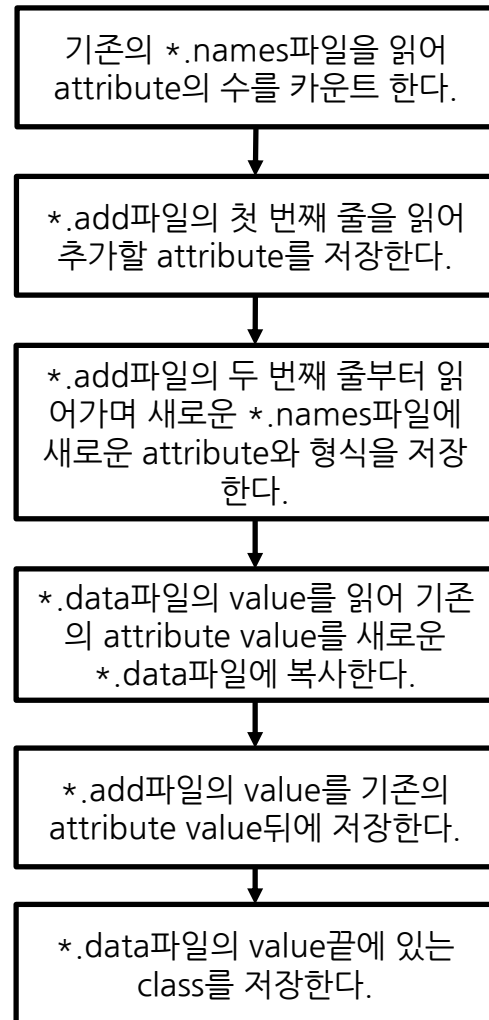 기존의 *.names파일을 읽어
attribute의 수를 카운트 한다.
*.add파일의 첫 번째 줄을 읽어
추가할 attribute를 저장한다.
*.add파일의 두 번째 줄부터 읽
어가며 새로운 *.names파일에
새로운 attribute와 형식을 저장
한다.
*.data파일의 value를 읽어 기존
의 attribute value를 새로운
*.data파일에 복사한다.
*.add파일의 value를 기존의
attribute value뒤에 저장한다.
*.data파일의 value끝에 있는
class를 저장한다.